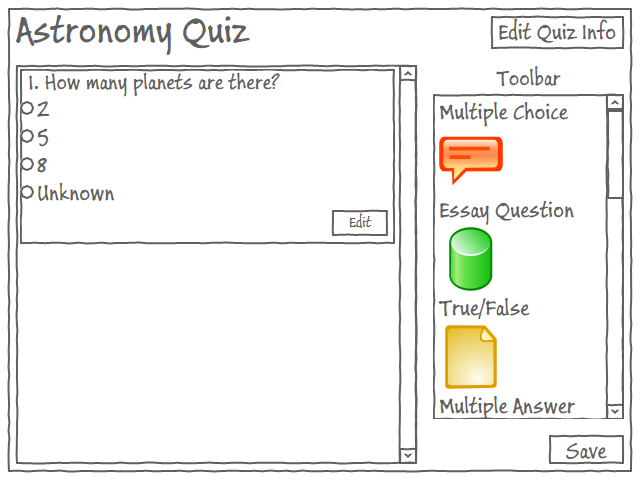 Astronomy Quiz
Edit Quiz Info
1. How many planets are there?
2
5
8
Unknown
Edit
Toolbar
Multiple Choice
Essay Question
True/False
Multiple Answer
Save